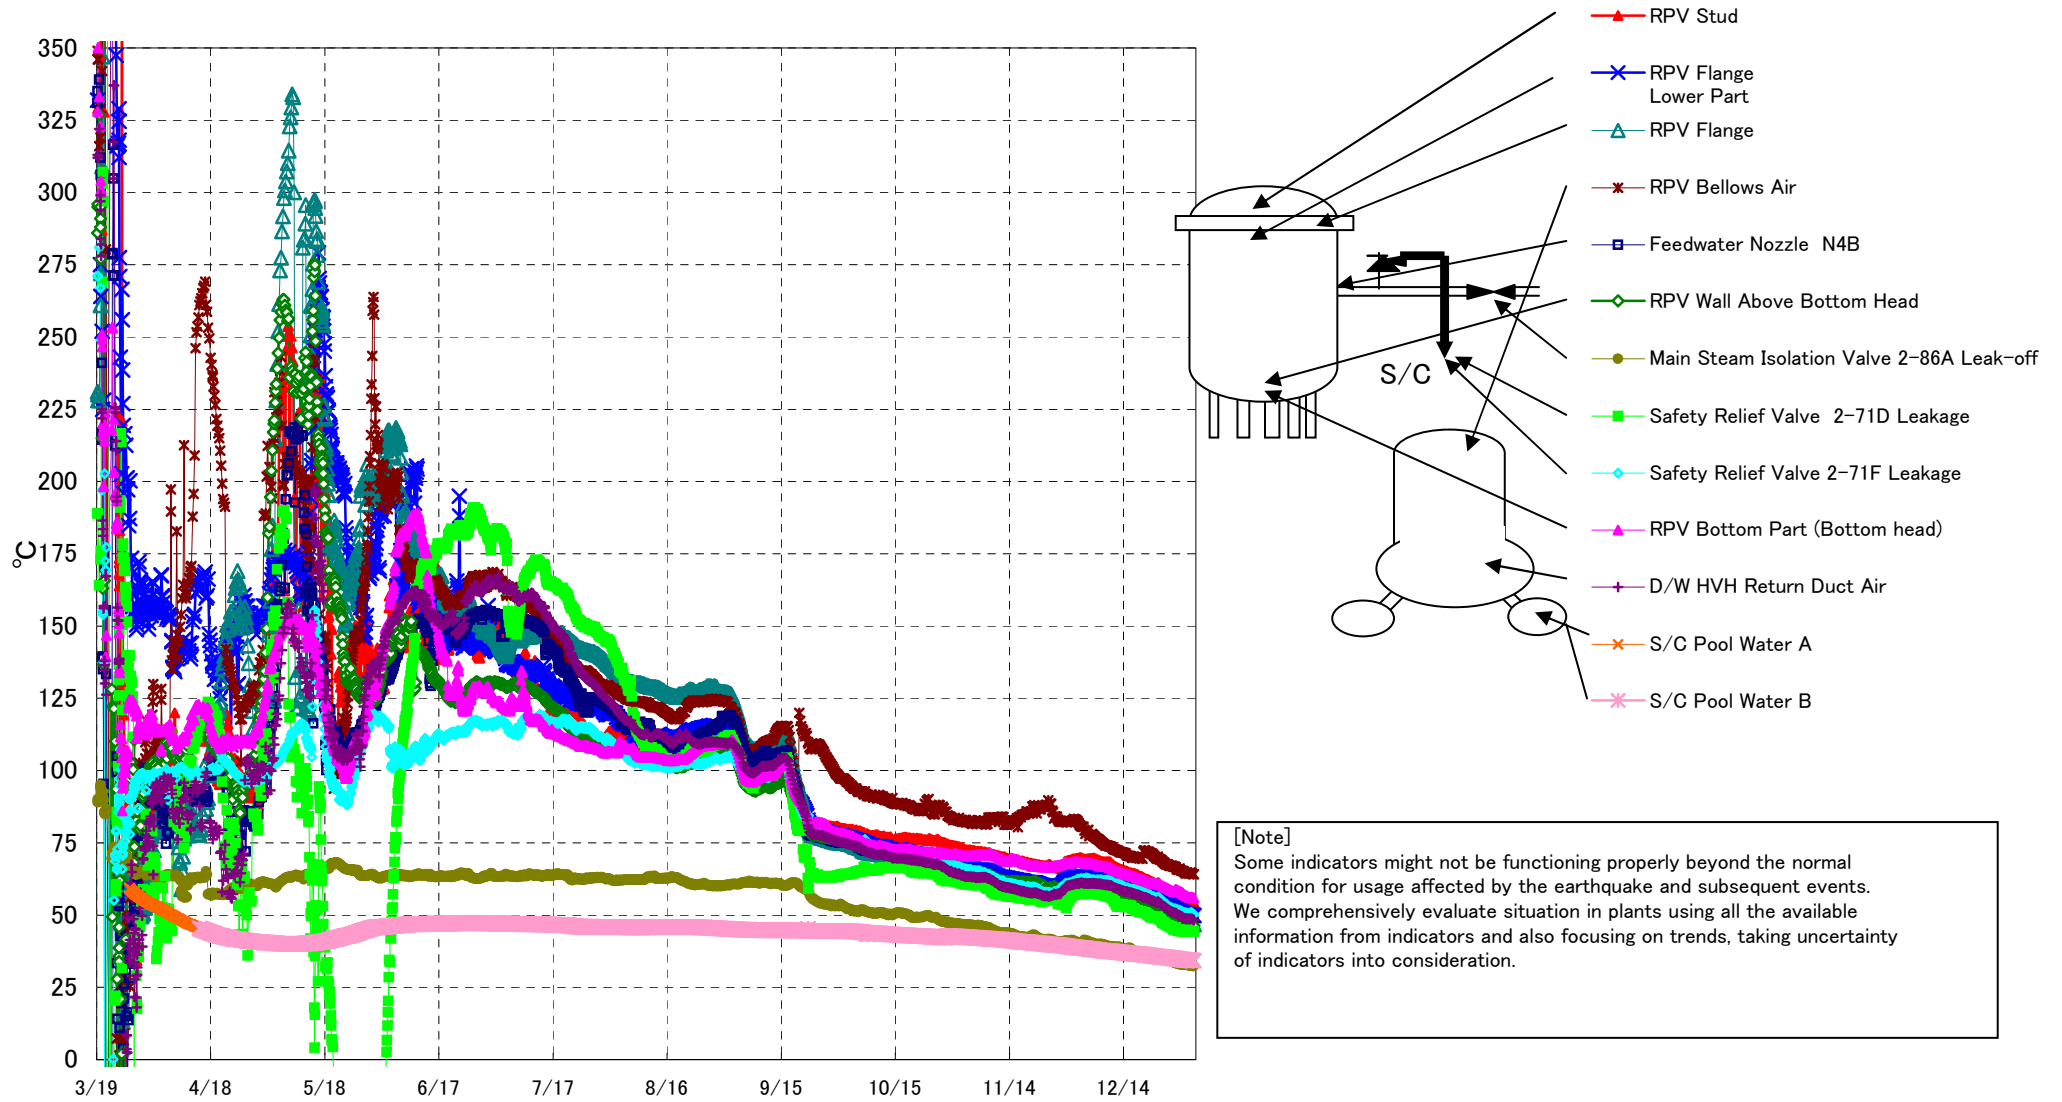 350
325
300
275
250
225
200
175
150
125
100
75
50
25
0
℃
3/19 4/18 5/18 6/17 7/17 8/16 9/15 10/15 11/14 12/14
RPV Stud
RPV Flange
Lower Part
RPV Flange
RPV Bellows Air
Feedwater Nozzle N4B
RPV Wall Above Bottom Head
Main Steam Isolation Valve 2-86A Leak-off
Safety Relief Valve 2-71D Leakage
Safety Relief Valve 2-71F Leakage
RPV Bottom Part (Bottom head)
D/W HVH Return Duct Air
S/C Pool Water A
S/C Pool Water B
S/C
[Note]
Some indicators might not be functioning properly beyond the normal
condition for usage affected by the earthquake and subsequent events.
We comprehensively evaluate situation in plants using all the available
information from indicators and also focusing on trends, taking uncertainty
of indicators into consideration.